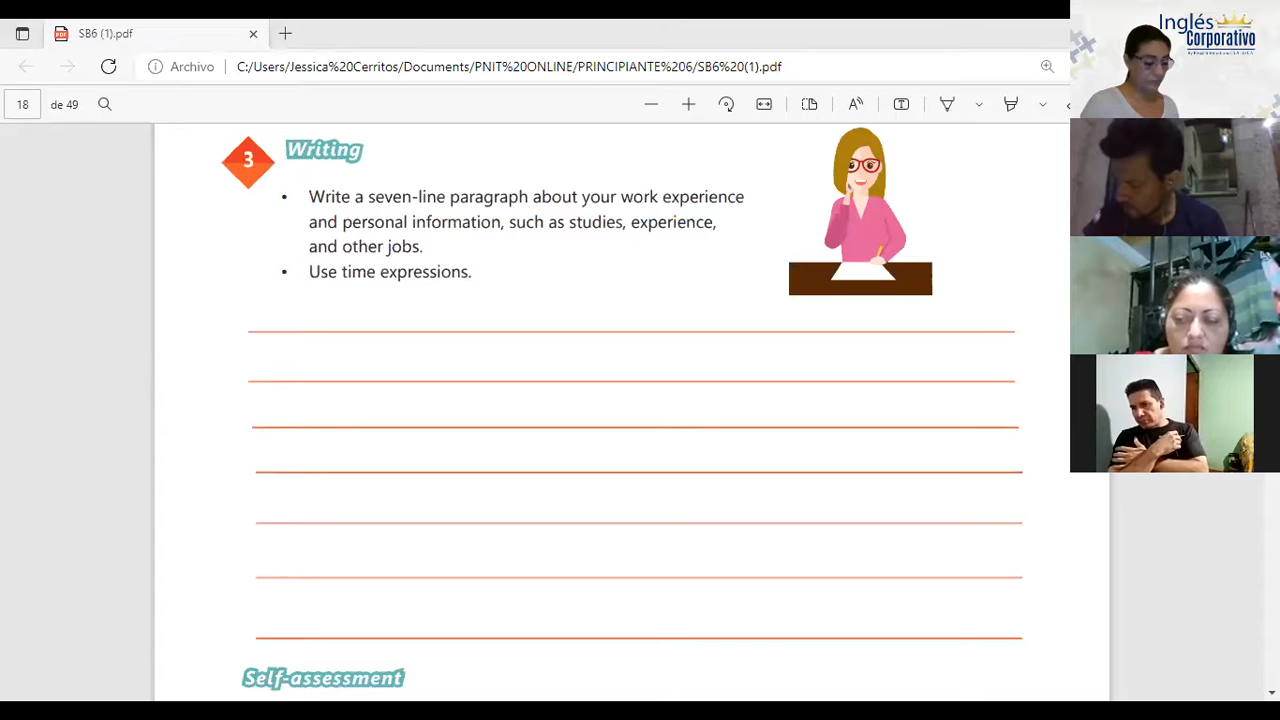 SB6 (1).pdf
Archivo
C:/Users/Jessica%20Cerritos/Documents/PNIT%20ONLINE/PRINCIPIANTE%206/SB6%20(1).pdf
18 de 49
3 Writing
• Write a seven-line paragraph about your work experience
and personal information, such as studies, experience,
and other jobs.
• Use time expressions.
Self-assessment
Inglés
Corporativo